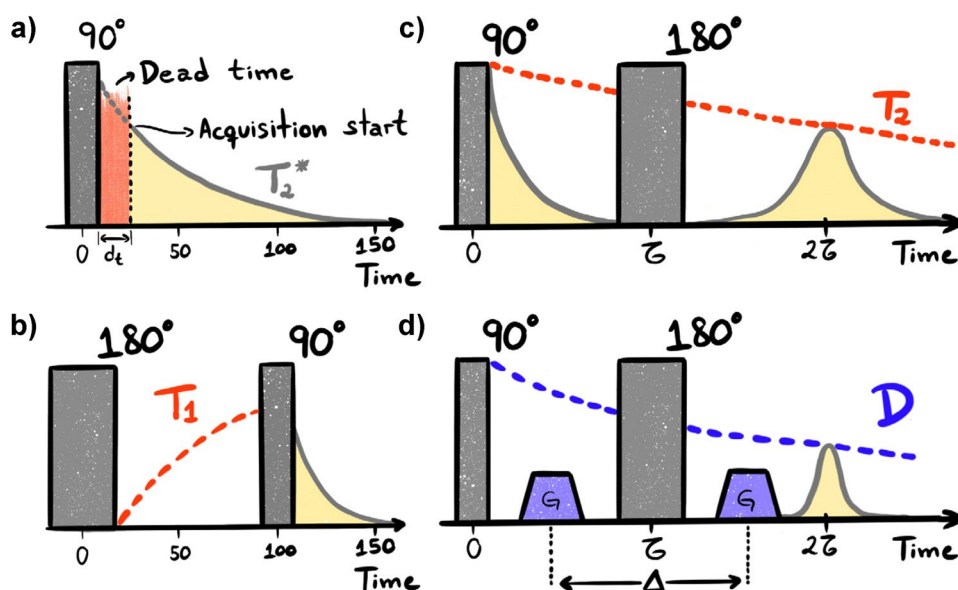 a)
90°
Dead time
Acquisition start
T2*
0 dt 50 100 150
Time
b)
180° 90°
T1
0 50 100 150
Time
c)
90° 180°
T2
0 τ 2τ
Time
d)
90° 180°
D
G G
0 τ 2τ
Δ
Time